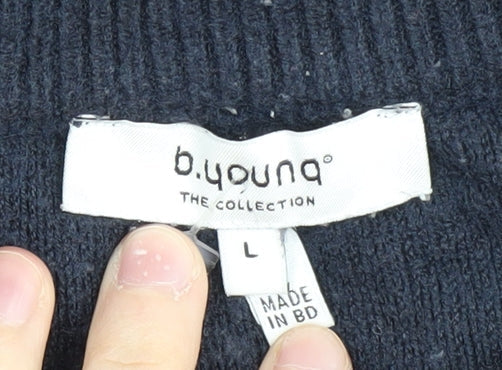 b.young
THE COLLECTION
L
MADE
IN BD